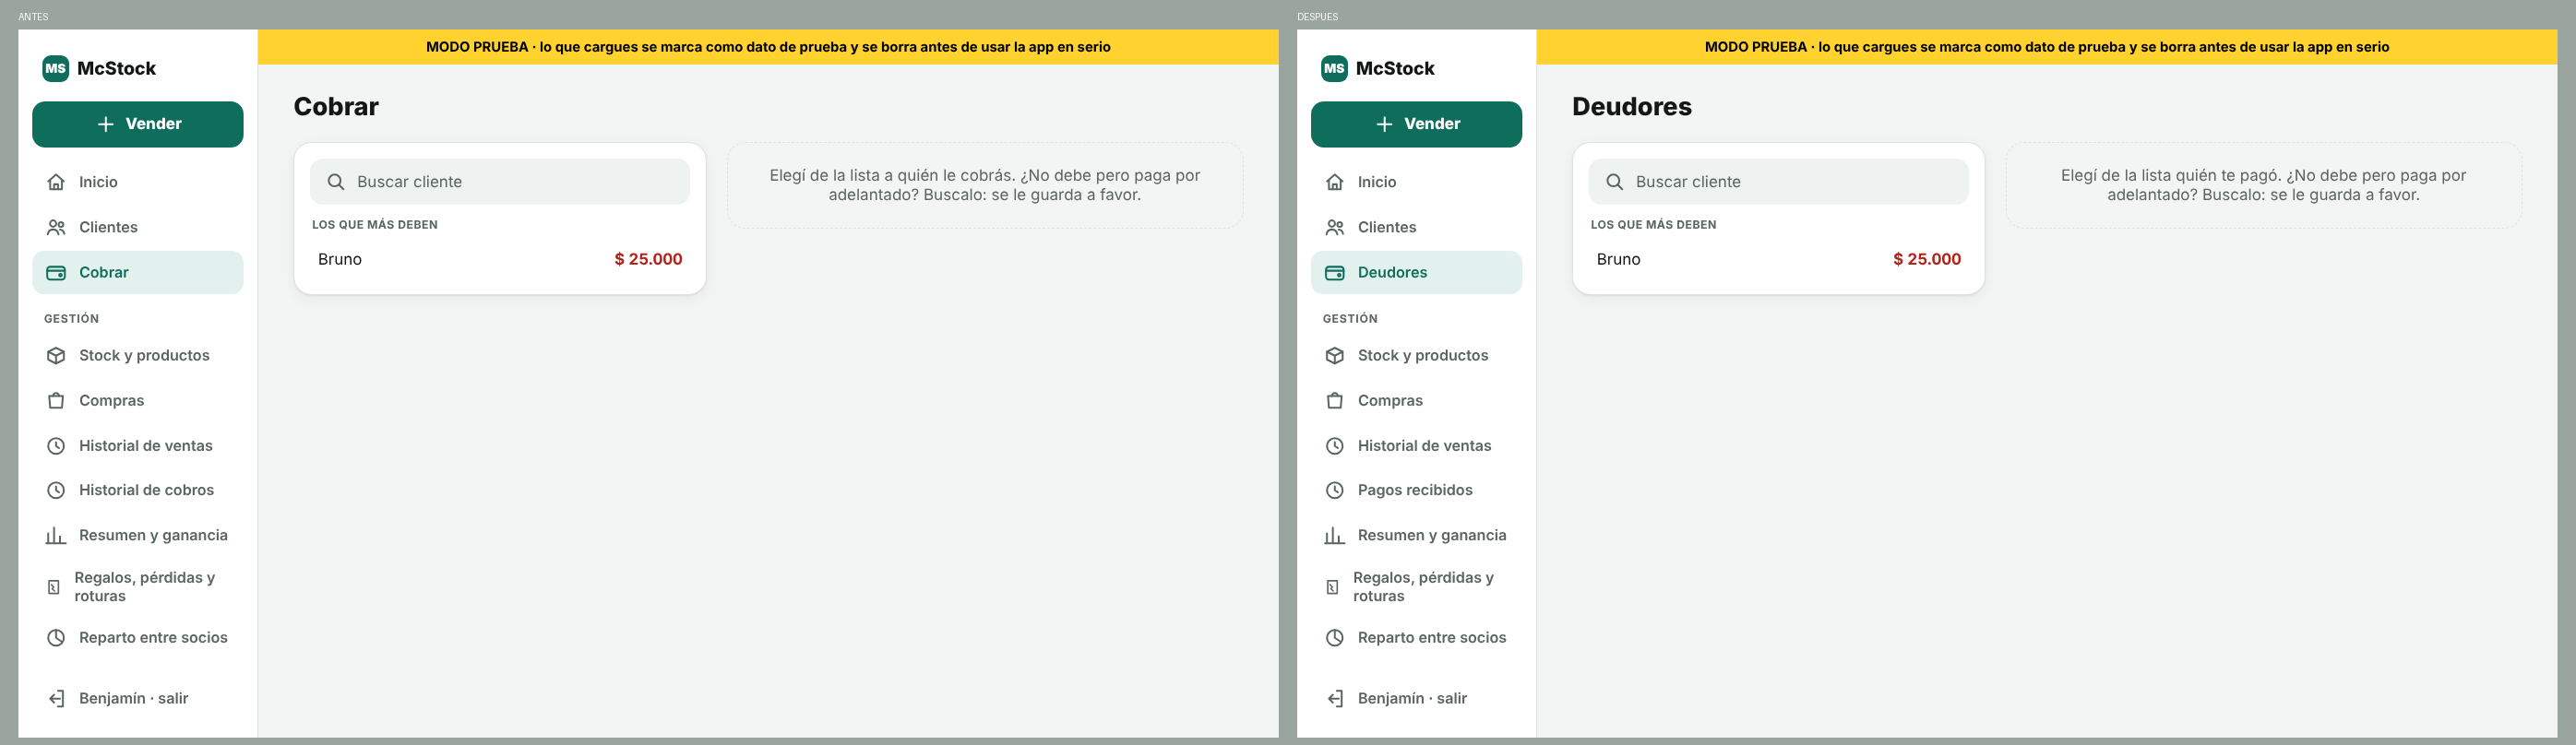 ANTES
MS McStock
Vender
Inicio
Clientes
Cobrar
GESTIÓN
Stock y productos
Compras
Historial de ventas
Historial de cobros
Resumen y ganancia
Regalos, pérdidas y
roturas
Reparto entre socios
Benjamín · salir
MODO PRUEBA · lo que cargues se marca como dato de prueba y se borra antes de usar la app en serio
Cobrar
Buscar cliente
LOS QUE MÁS DEBEN
Bruno $ 25.000
Elegí de la lista a quién le cobrás. ¿No debe pero paga por
adelantado? Buscalo: se le guarda a favor.
DESPUES
MS McStock
Vender
Inicio
Clientes
Deudores
GESTIÓN
Stock y productos
Compras
Historial de ventas
Pagos recibidos
Resumen y ganancia
Regalos, pérdidas y
roturas
Reparto entre socios
Benjamín · salir
MODO PRUEBA · lo que cargues se marca como dato de prueba y se borra antes de usar la app en serio
Deudores
Buscar cliente
LOS QUE MÁS DEBEN
Bruno $ 25.000
Elegí de la lista quién te pagó. ¿No debe pero paga por
adelantado? Buscalo: se le guarda a favor.